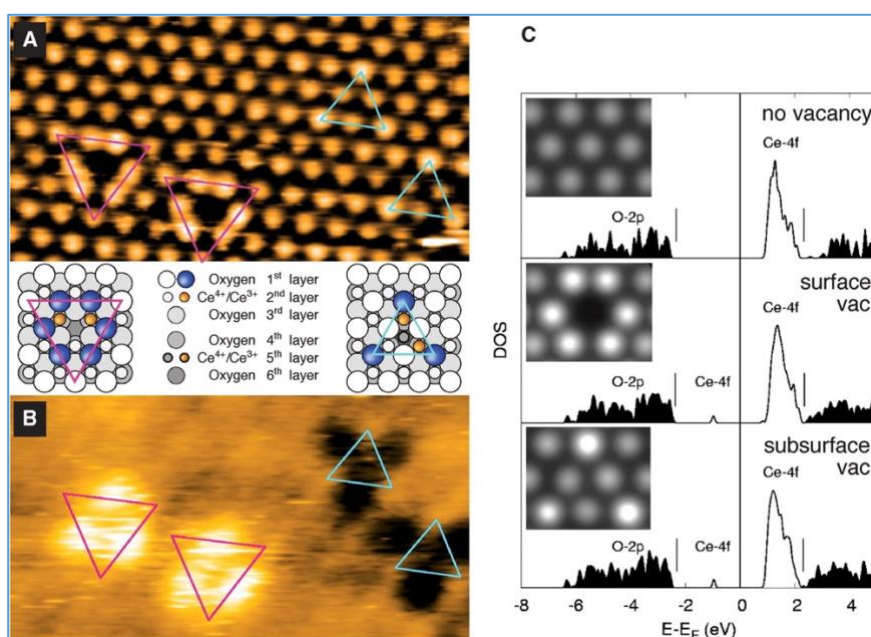 A
Oxygen 1st layer
Ce4+/Ce3+ 2nd layer
Oxygen 3rd layer
Oxygen 4th layer
Ce4+/Ce3+ 5th layer
Oxygen 6th layer
B
C
no vacancy
Ce-4f
O-2p
surface
vac
Ce-4f
O-2p
Ce-4f
subsurface
vac
Ce-4f
O-2p
Ce-4f
DOS
-8
-6
-4
-2
0
2
4
E-EF (eV)